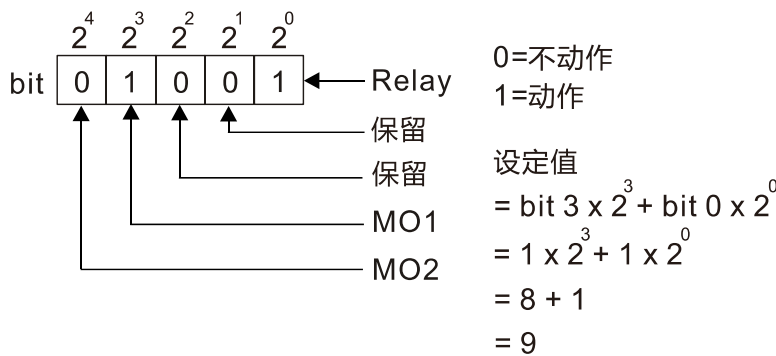 2⁴ 2³ 2² 2¹ 2⁰
bit 0 1 0 0 1 Relay
保留
保留
MO1
MO2
0=不动作
1=动作
设定值
= bit 3 x 2³ + bit 0 x 2⁰
= 1 x 2³ + 1 x 2⁰
= 8 + 1
= 9